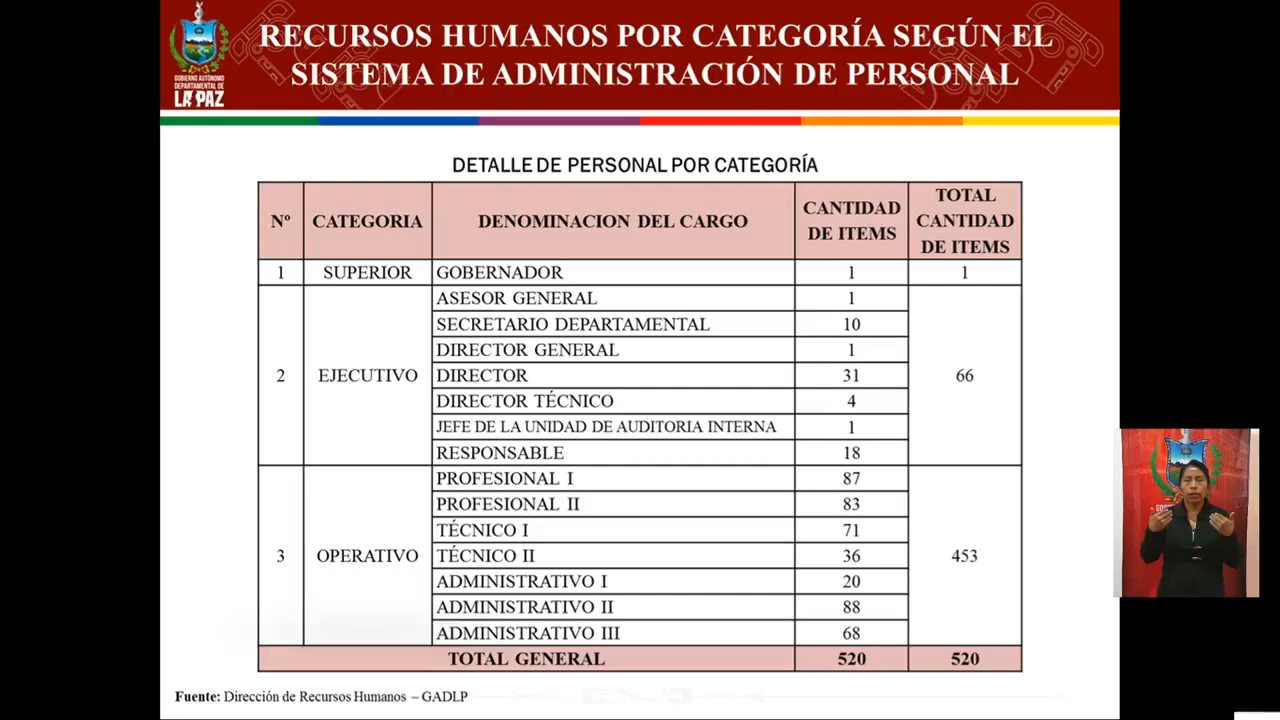 GOBIERNO AUTÓNOMO
DEPARTAMENTAL DE
LA PAZ
RECURSOS HUMANOS POR CATEGORÍA SEGÚN EL
SISTEMA DE ADMINISTRACIÓN DE PERSONAL
DETALLE DE PERSONAL POR CATEGORÍA
Nº CATEGORIA DENOMINACION DEL CARGO CANTIDAD DE ITEMS TOTAL CANTIDAD DE ITEMS
1 SUPERIOR GOBERNADOR 1 1
2 EJECUTIVO ASESOR GENERAL 1 66
SECRETARIO DEPARTAMENTAL 10
DIRECTOR GENERAL 1
DIRECTOR 31
DIRECTOR TÉCNICO 4
JEFE DE LA UNIDAD DE AUDITORIA INTERNA 1
RESPONSABLE 18
3 OPERATIVO PROFESIONAL I 87 453
PROFESIONAL II 83
TÉCNICO I 71
TÉCNICO II 36
ADMINISTRATIVO I 20
ADMINISTRATIVO II 88
ADMINISTRATIVO III 68
TOTAL GENERAL 520 520
Fuente: Dirección de Recursos Humanos – GADLP